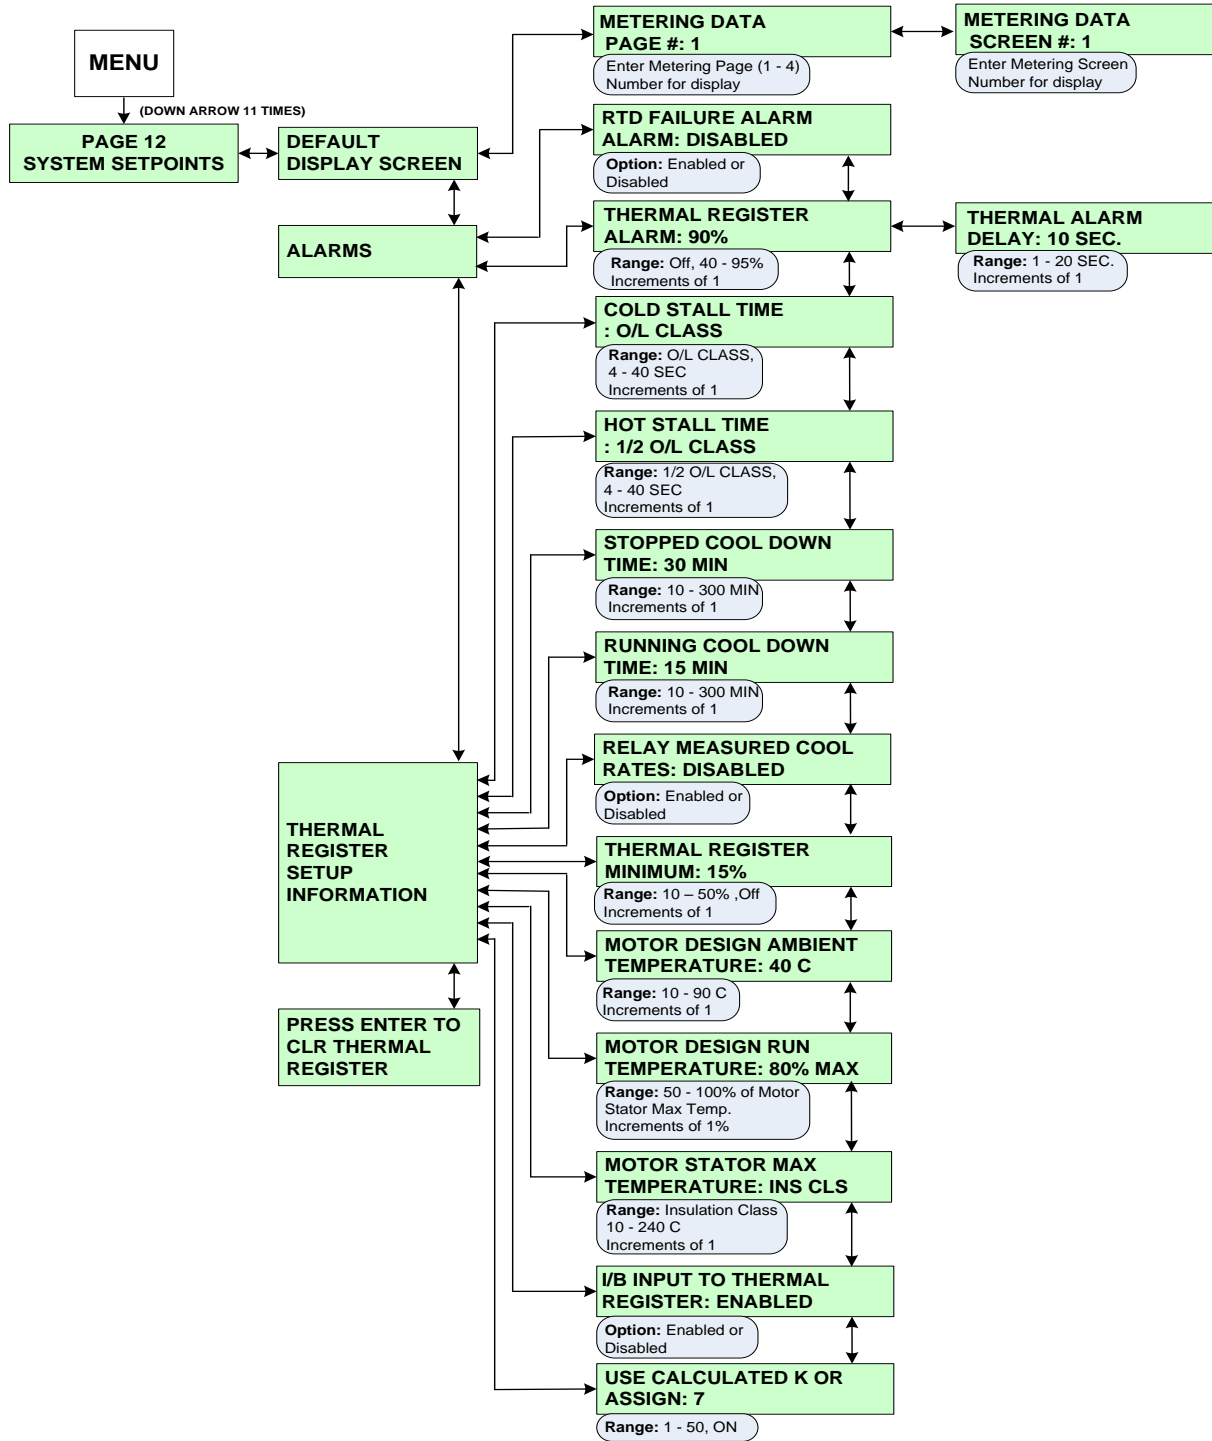 MENU
(DOWN ARROW 11 TIMES)
PAGE 12
SYSTEM SETPOINTS
DEFAULT
DISPLAY SCREEN
METERING DATA
PAGE #: 1
Enter Metering Page (1 - 4)
Number for display
METERING DATA
SCREEN #: 1
Enter Metering Screen
Number for display
ALARMS
RTD FAILURE ALARM
ALARM: DISABLED
Option: Enabled or
Disabled
THERMAL REGISTER
ALARM: 90%
Range: Off, 40 - 95%
Increments of 1
THERMAL ALARM
DELAY: 10 SEC.
Range: 1 - 20 SEC.
Increments of 1
THERMAL
REGISTER
SETUP
INFORMATION
COLD STALL TIME
: O/L CLASS
Range: O/L CLASS,
4 - 40 SEC
Increments of 1
HOT STALL TIME
: 1/2 O/L CLASS
Range: 1/2 O/L CLASS,
4 - 40 SEC
Increments of 1
STOPPED COOL DOWN
TIME: 30 MIN
Range: 10 - 300 MIN
Increments of 1
RUNNING COOL DOWN
TIME: 15 MIN
Range: 10 - 300 MIN
Increments of 1
RELAY MEASURED COOL
RATES: DISABLED
Option: Enabled or
Disabled
THERMAL REGISTER
MINIMUM: 15%
Range: 10 – 50% ,Off
Increments of 1
MOTOR DESIGN AMBIENT
TEMPERATURE: 40 C
Range: 10 - 90 C
Increments of 1
MOTOR DESIGN RUN
TEMPERATURE: 80% MAX
Range: 50 - 100% of Motor
Stator Max Temp.
Increments of 1%
MOTOR STATOR MAX
TEMPERATURE: INS CLS
Range: Insulation Class
10 - 240 C
Increments of 1
I/B INPUT TO THERMAL
REGISTER: ENABLED
Option: Enabled or
Disabled
USE CALCULATED K OR
ASSIGN: 7
Range: 1 - 50, ON
PRESS ENTER TO
CLR THERMAL
REGISTER